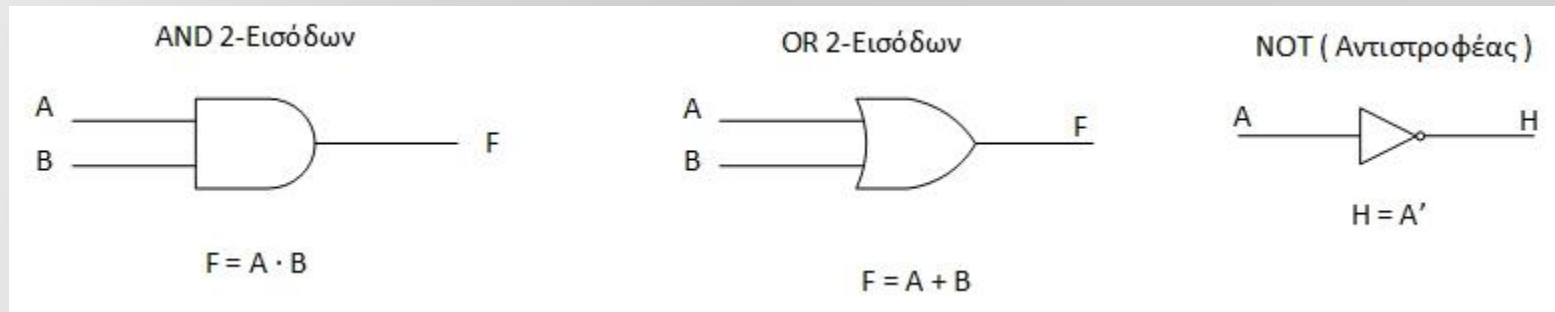 AND 2-Εισόδων
A
B
F
F = A · B
OR 2-Εισόδων
A
B
F
F = A + B
NOT ( Αντιστροφέας )
A
H
H = A’